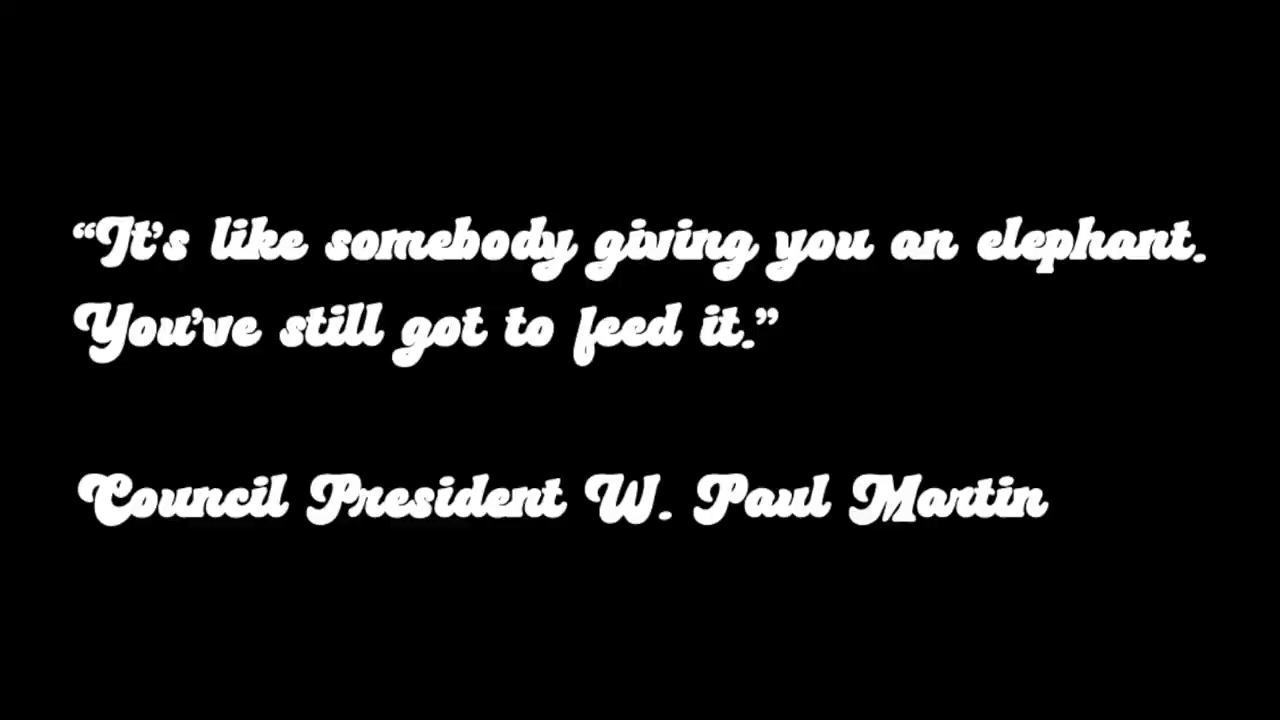 “It’s like somebody giving you an elephant.
You’ve still got to feed it.”
Council President W. Paul Martin